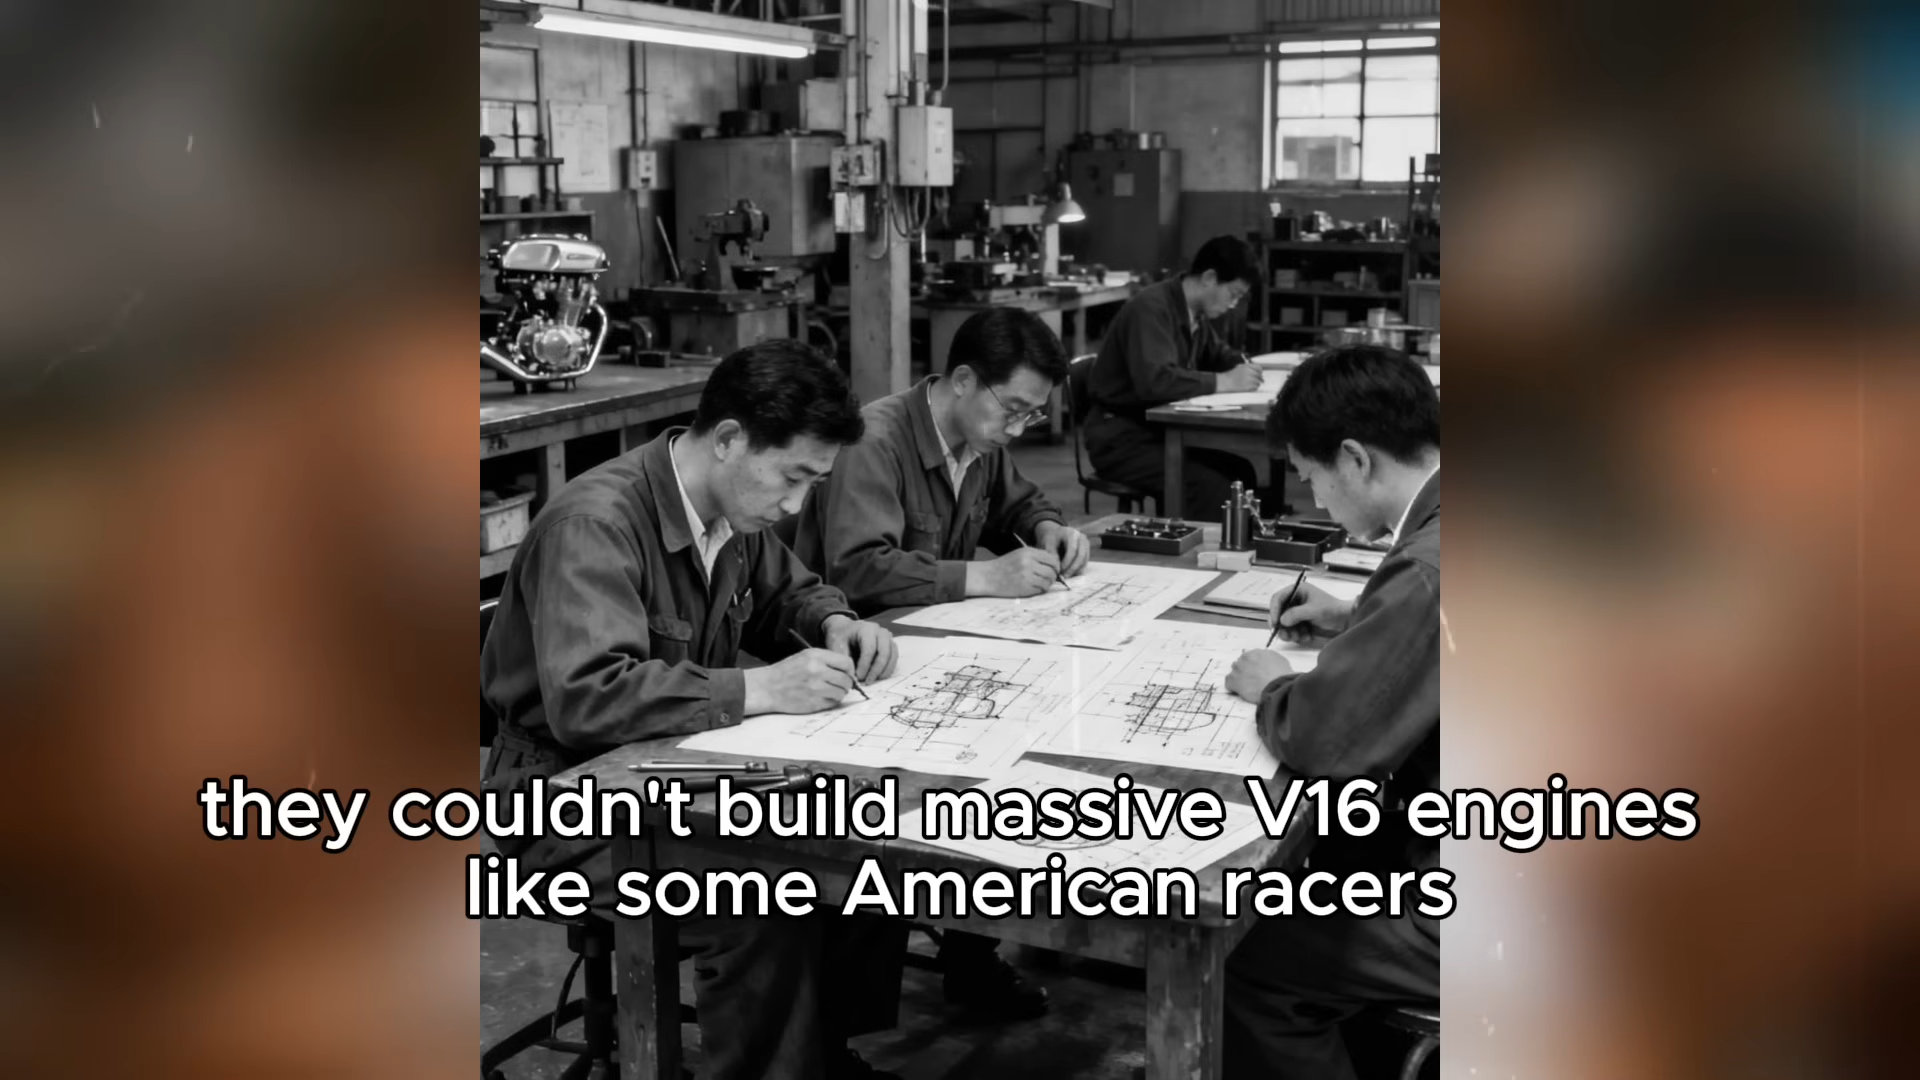 they couldn't build massive V16 engines
like some American racers